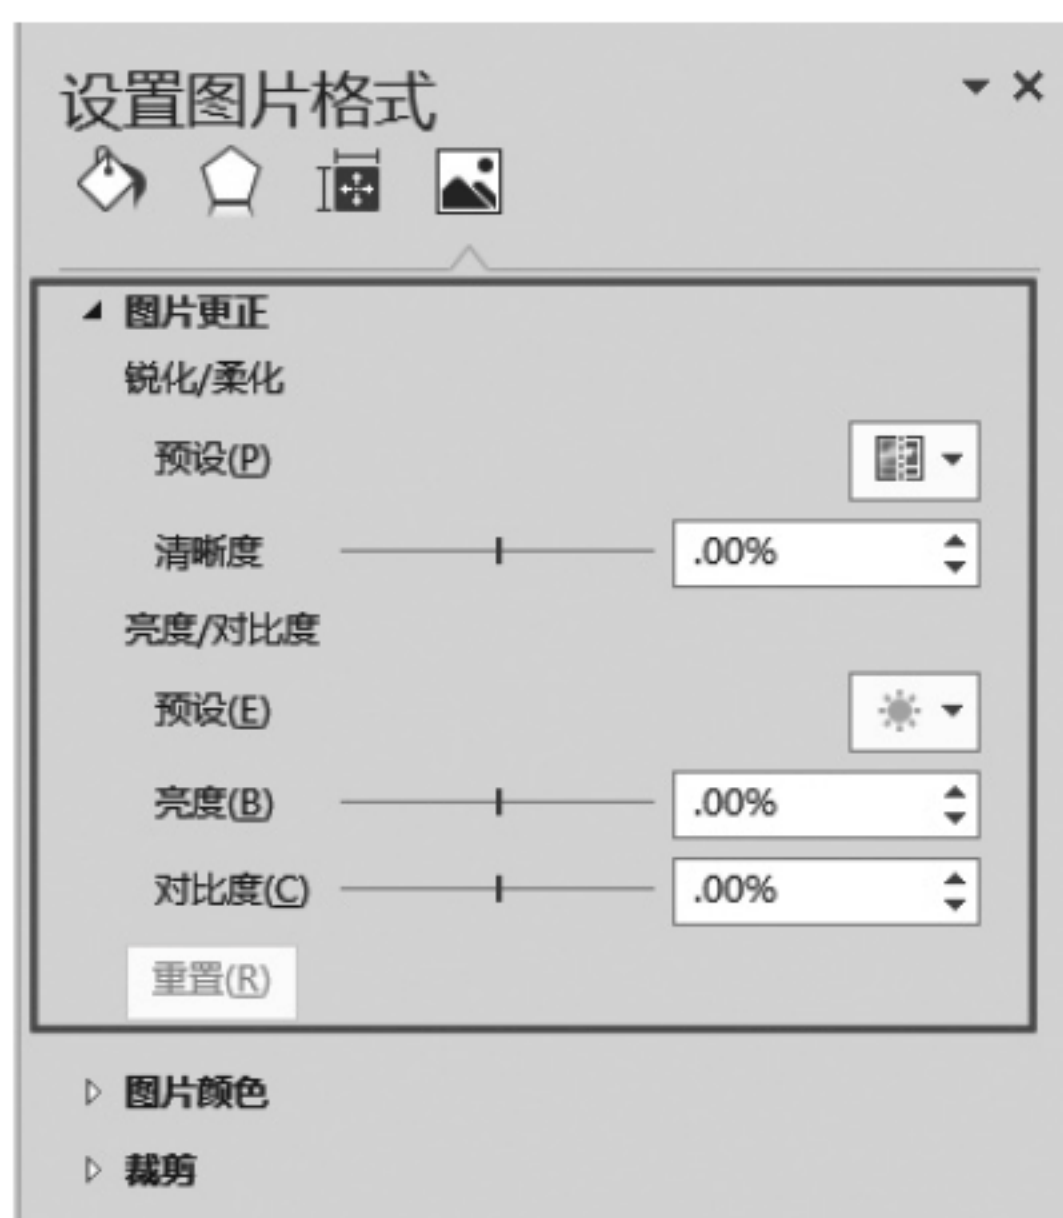 设置图片格式
图片更正
锐化/柔化
预设(P)
清晰度 .00%
亮度/对比度
预设(E)
亮度(B) .00%
对比度(C) .00%
重置(R)
图片颜色
裁剪